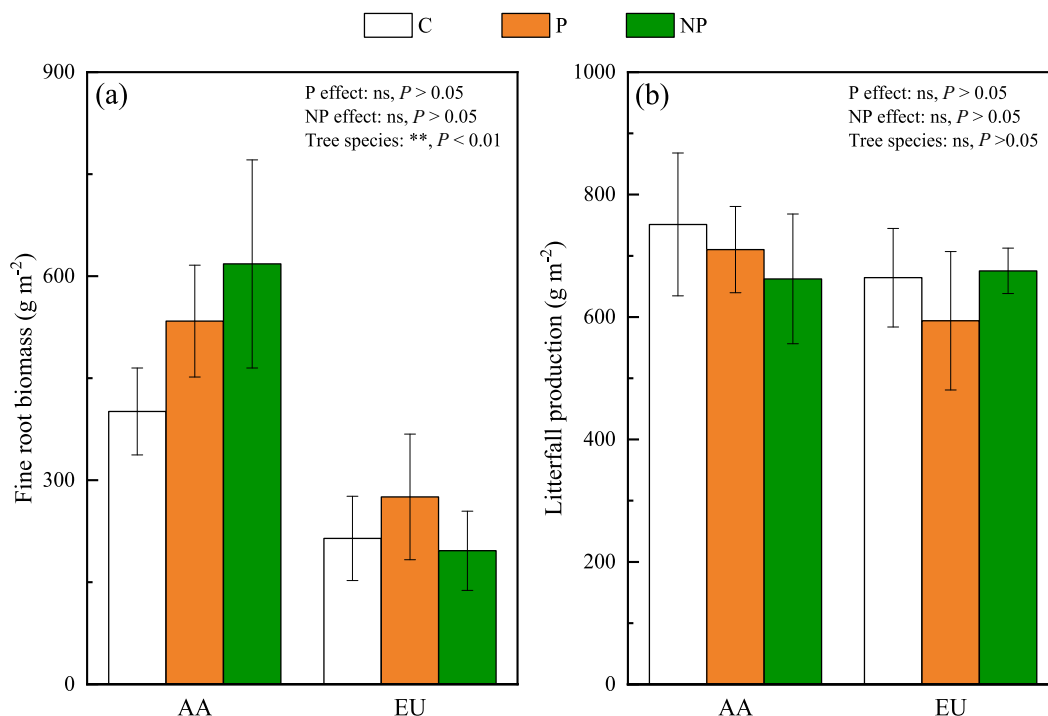 C P NP
(a)
P effect: ns, P > 0.05
NP effect: ns, P > 0.05
Tree species: **, P < 0.01
900
600
300
0
Fine root biomass (g m⁻²)
AA EU
(b)
P effect: ns, P > 0.05
NP effect: ns, P > 0.05
Tree species: ns, P >0.05
1000
800
600
400
200
0
Litterfall production (g m⁻²)
AA EU